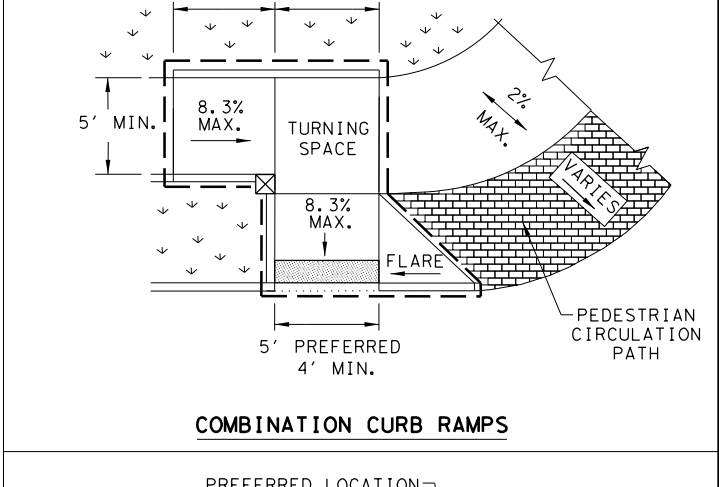 5' MIN.
8.3%
MAX.
TURNING
SPACE
2%
MAX.
VARIES
8.3%
MAX.
FLARE
PEDESTRIAN
CIRCULATION
PATH
5' PREFERRED
4' MIN.
COMBINATION CURB RAMPS
PREFERRED LOCATION